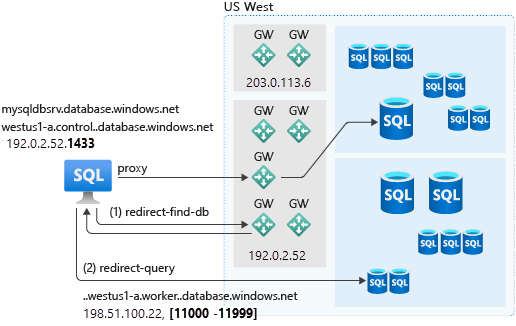 US West
GW GW
203.0.113.6
SQL SQL SQL
SQL SQL
SQL SQL
SQL
mysqldbsrv.database.windows.net
westus1-a.control..database.windows.net
192.0.2.52.1433
SQL
proxy
GW GW
GW
GW GW
192.0.2.52
(1) redirect-find-db
SQL SQL
SQL SQL SQL
SQL SQL
(2) redirect-query
..westus1-a.worker..database.windows.net
198.51.100.22, [11000 -11999]